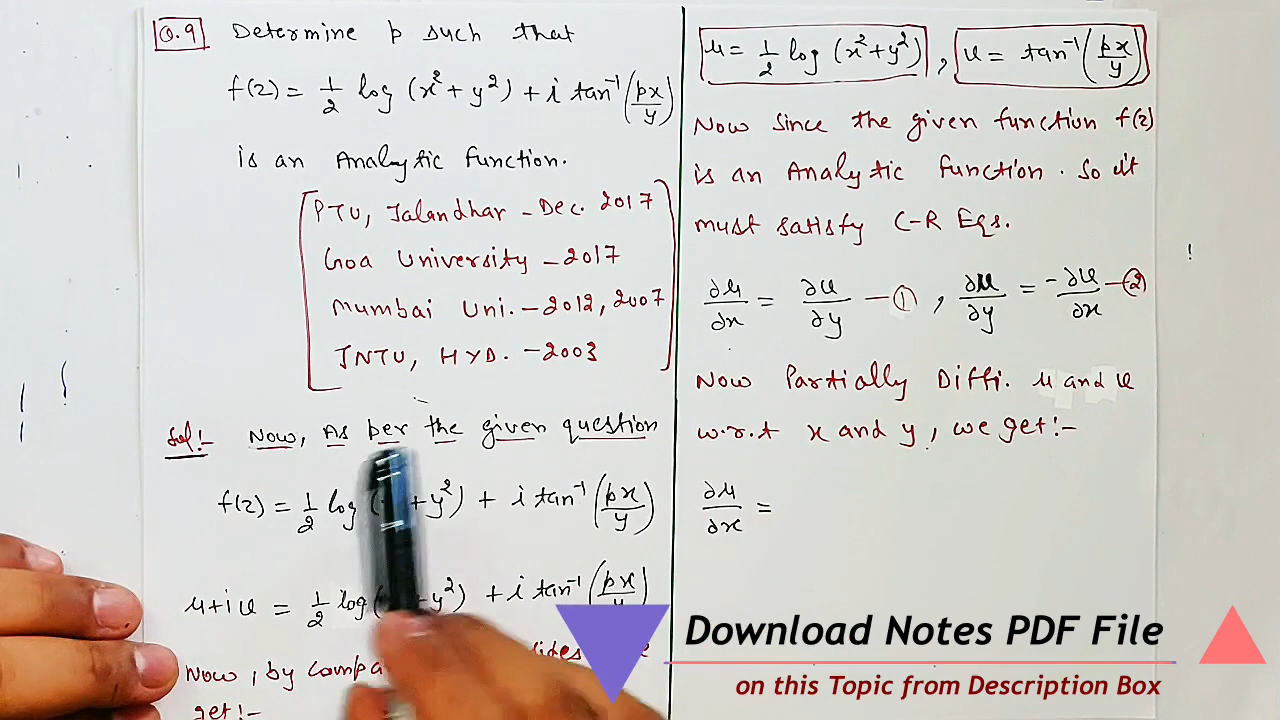 Q.9 Determine p such that
f(z) = 1/2 log (x² + y²) + i tan⁻¹ (px/y)
is an Analytic function.
[PTU, Jalandhar - Dec. 2017
Goa University - 2017
Mumbai Uni. - 2012, 2007
JNTU, HYD. - 2003]
Sol!- Now, As per the given question
f(z) = 1/2 log ( + y²) + i tan⁻¹ (px/y)
u + iv = 1/2 log ( + y²) + i tan⁻¹ (px/y)
Now, by sides
get!-
u = 1/2 log (x² + y²) , v = tan⁻¹ (px/y)
Now since the given function f(z)
is an Analytic function. So it
must satisfy C-R Eqs.
∂u/∂x = ∂v/∂y - ① , ∂u/∂y = -∂v/∂x - ②
Now Partially Diffi. u and v
w.r.t x and y, we get!-
∂u/∂x =
Download Notes PDF File
on this Topic from Description Box